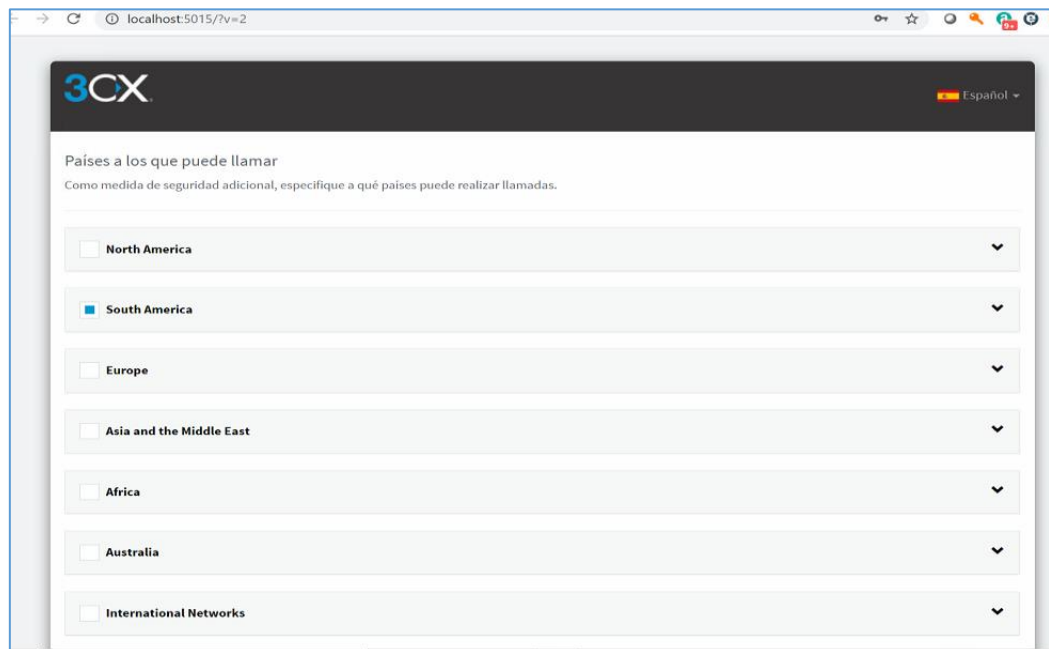 localhost:5015/?v=2
9+
3CX
Español
Países a los que puede llamar
Como medida de seguridad adicional, especifique a qué países puede realizar llamadas.
North America
South America
Europe
Asia and the Middle East
Africa
Australia
International Networks